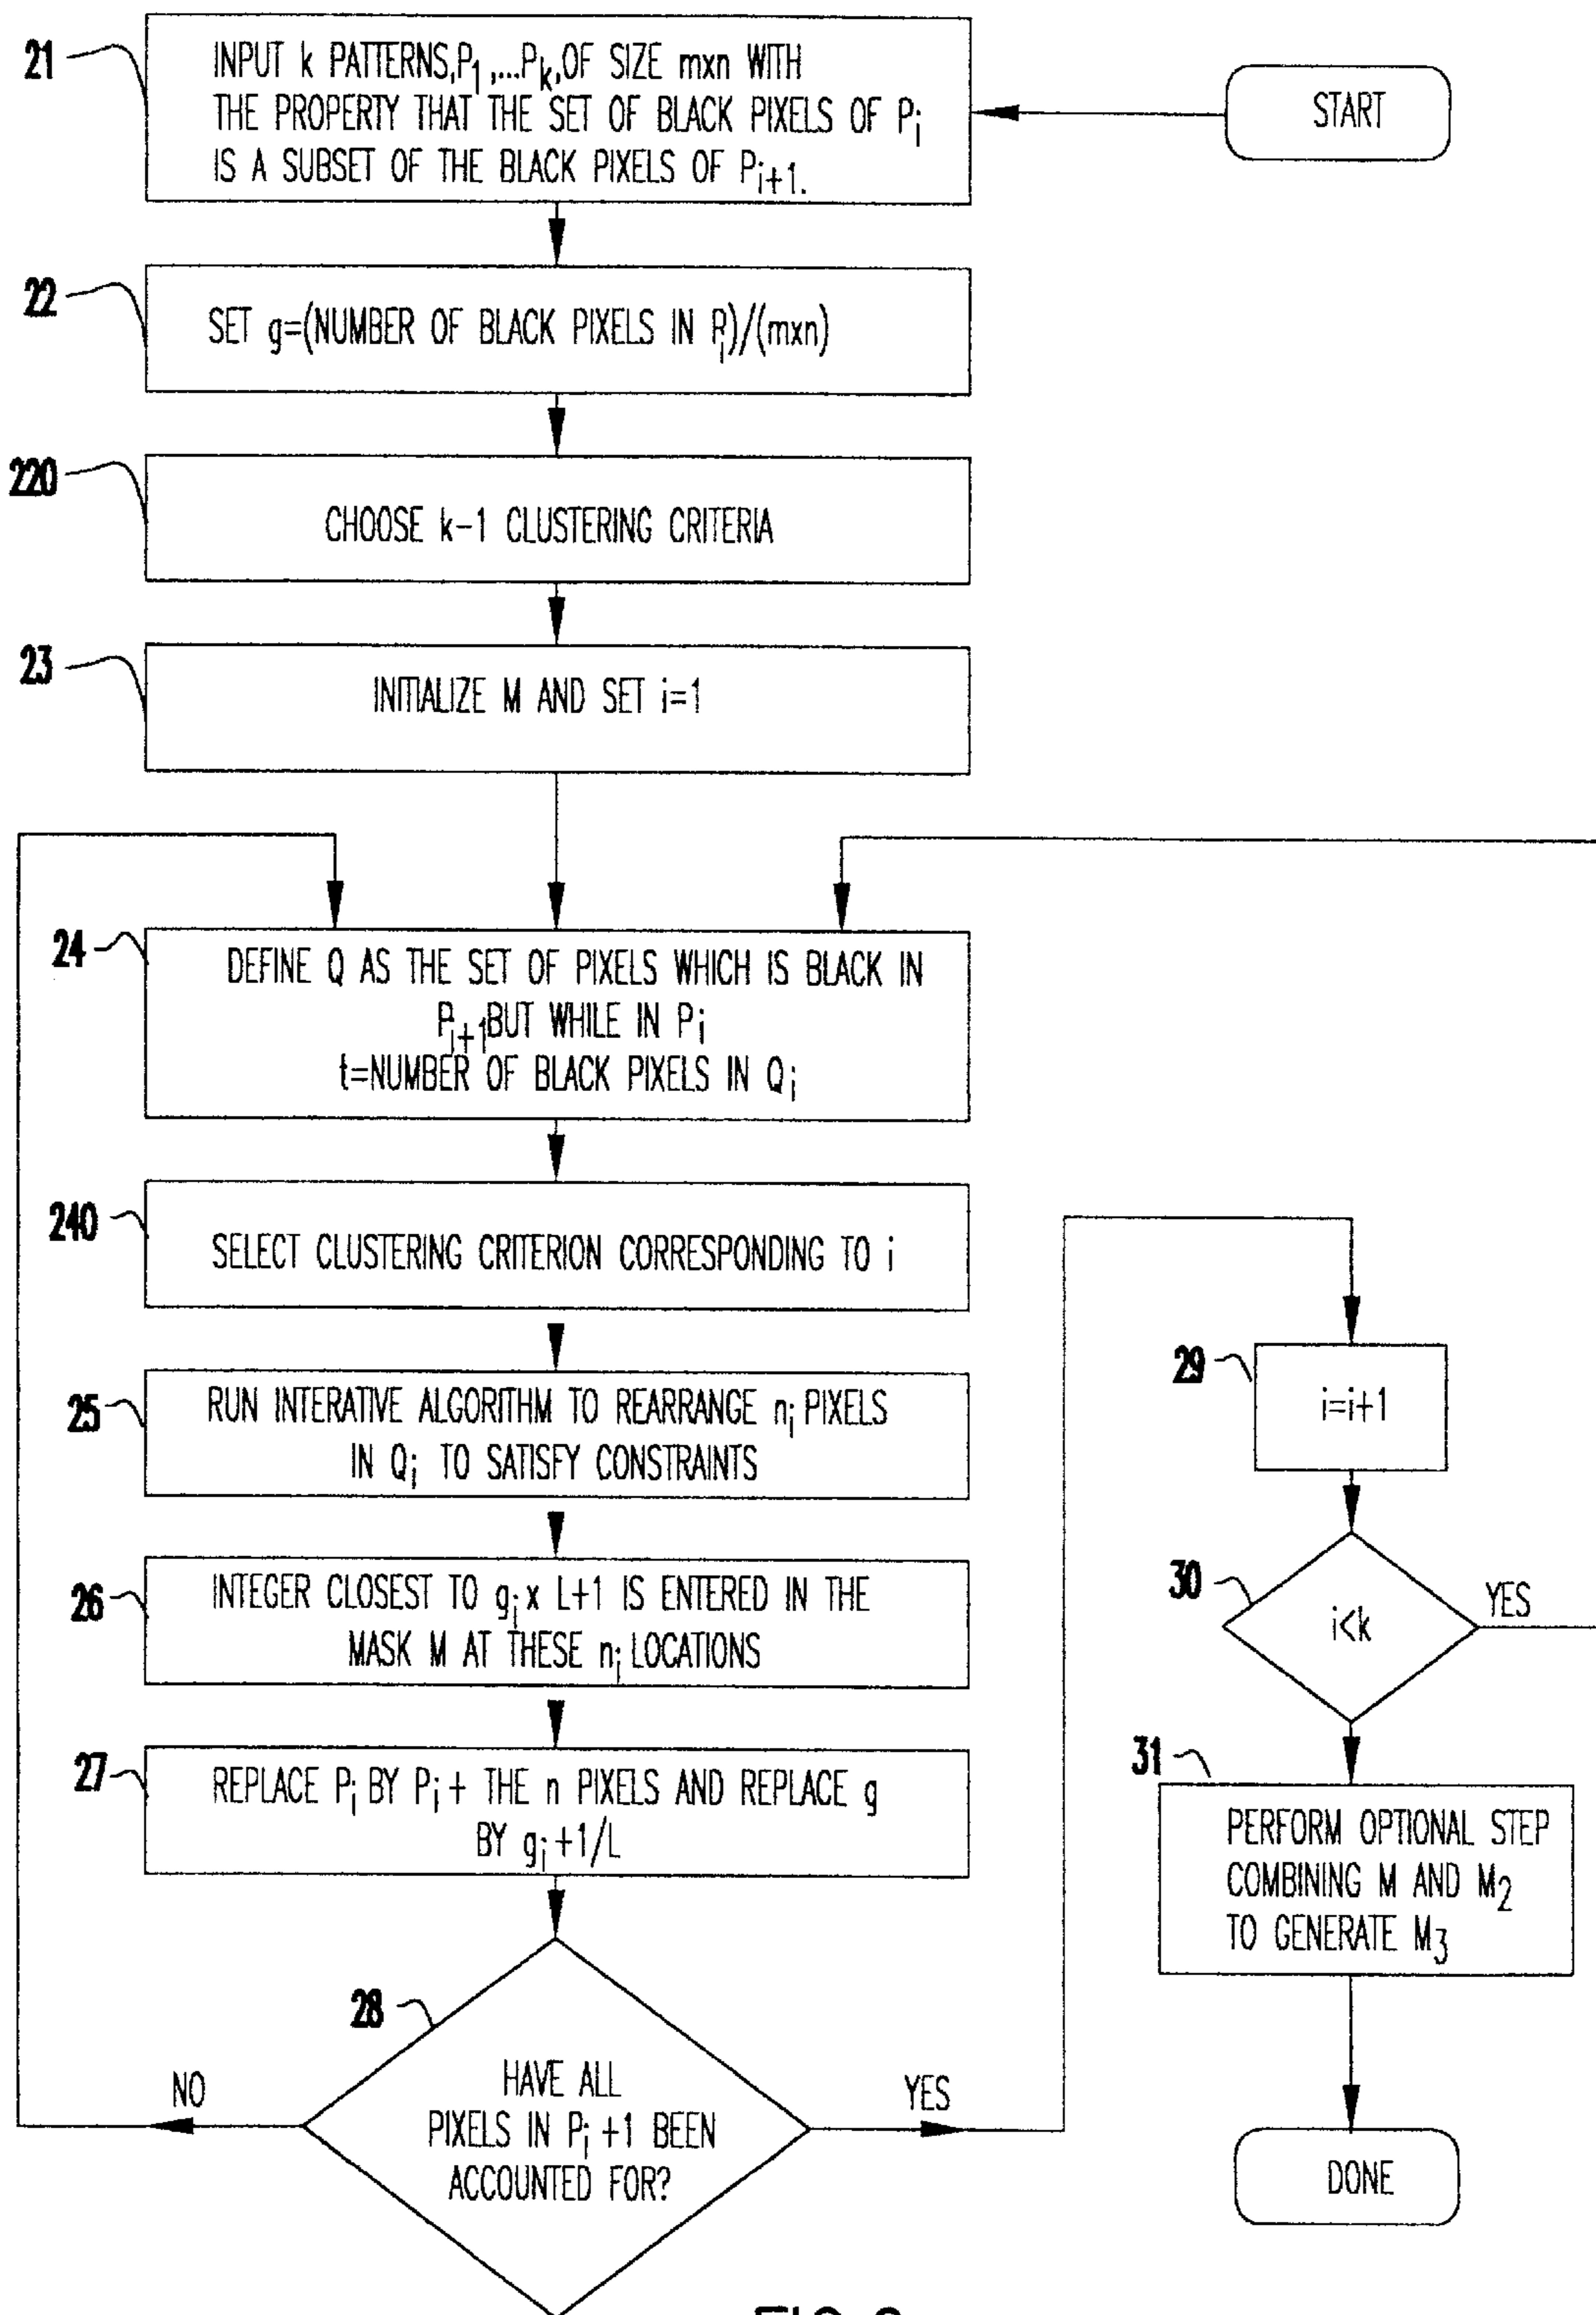 21
INPUT k PATTERNS,P1,...Pk,OF SIZE mxn WITH
THE PROPERTY THAT THE SET OF BLACK PIXELS OF Pi
IS A SUBSET OF THE BLACK PIXELS OF Pi+1.
START
22
SET g=(NUMBER OF BLACK PIXELS IN Pi)/(mxn)
220
CHOOSE k-1 CLUSTERING CRITERIA
23
INITIALIZE M AND SET i=1
24
DEFINE Q AS THE SET OF PIXELS WHICH IS BLACK IN
Pi+1 BUT WHILE IN Pi
t=NUMBER OF BLACK PIXELS IN Qi
240
SELECT CLUSTERING CRITERION CORRESPONDING TO i
25
RUN INTERATIVE ALGORITHM TO REARRANGE ni PIXELS
IN Qi TO SATISFY CONSTRAINTS
26
INTEGER CLOSEST TO gi x L+1 IS ENTERED IN THE
MASK M AT THESE ni LOCATIONS
27
REPLACE Pi BY Pi + THE n PIXELS AND REPLACE g
BY gi +1/L
28
HAVE ALL
PIXELS IN Pi +1 BEEN
ACCOUNTED FOR?
NO
YES
29
i=i+1
30
i<k
YES
31
PERFORM OPTIONAL STEP
COMBINING M AND M2
TO GENERATE M3
DONE